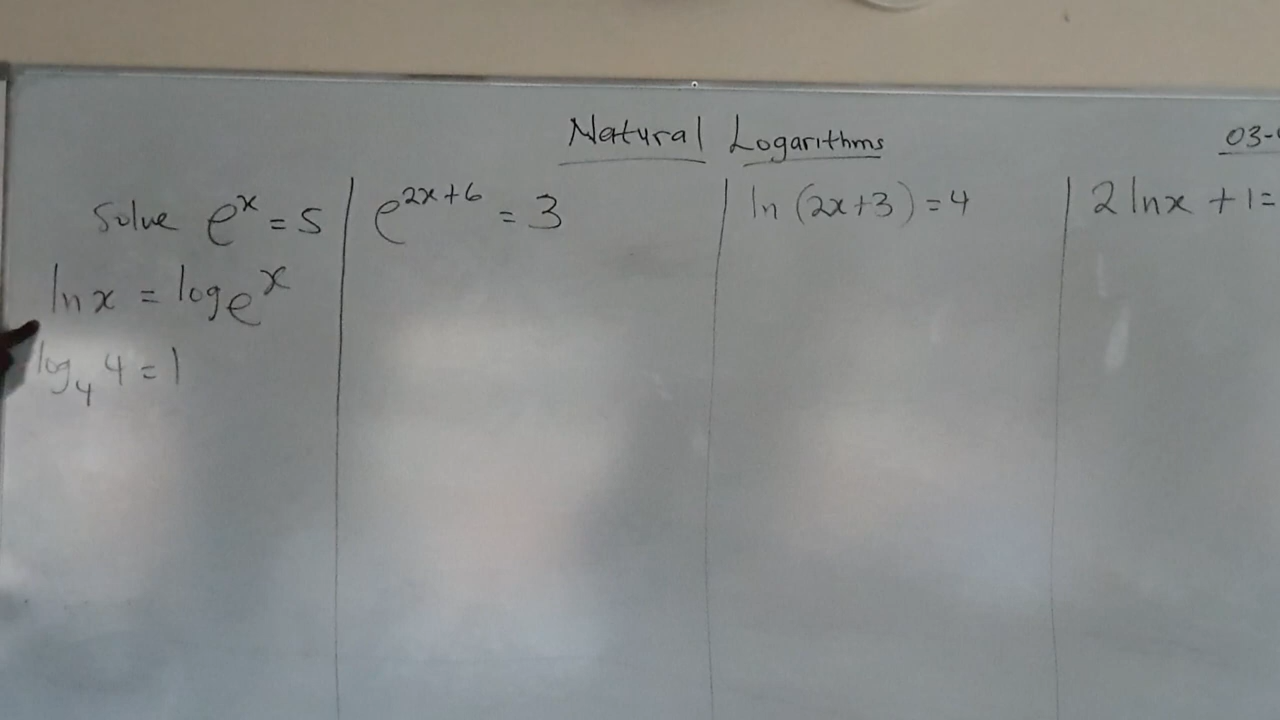 Natural Logarithms
03-
Solve e^x = 5
ln x = log_e x
log_4 4 = 1
e^{2x+6} = 3
ln (2x+3) = 4
2 ln x + 1 =